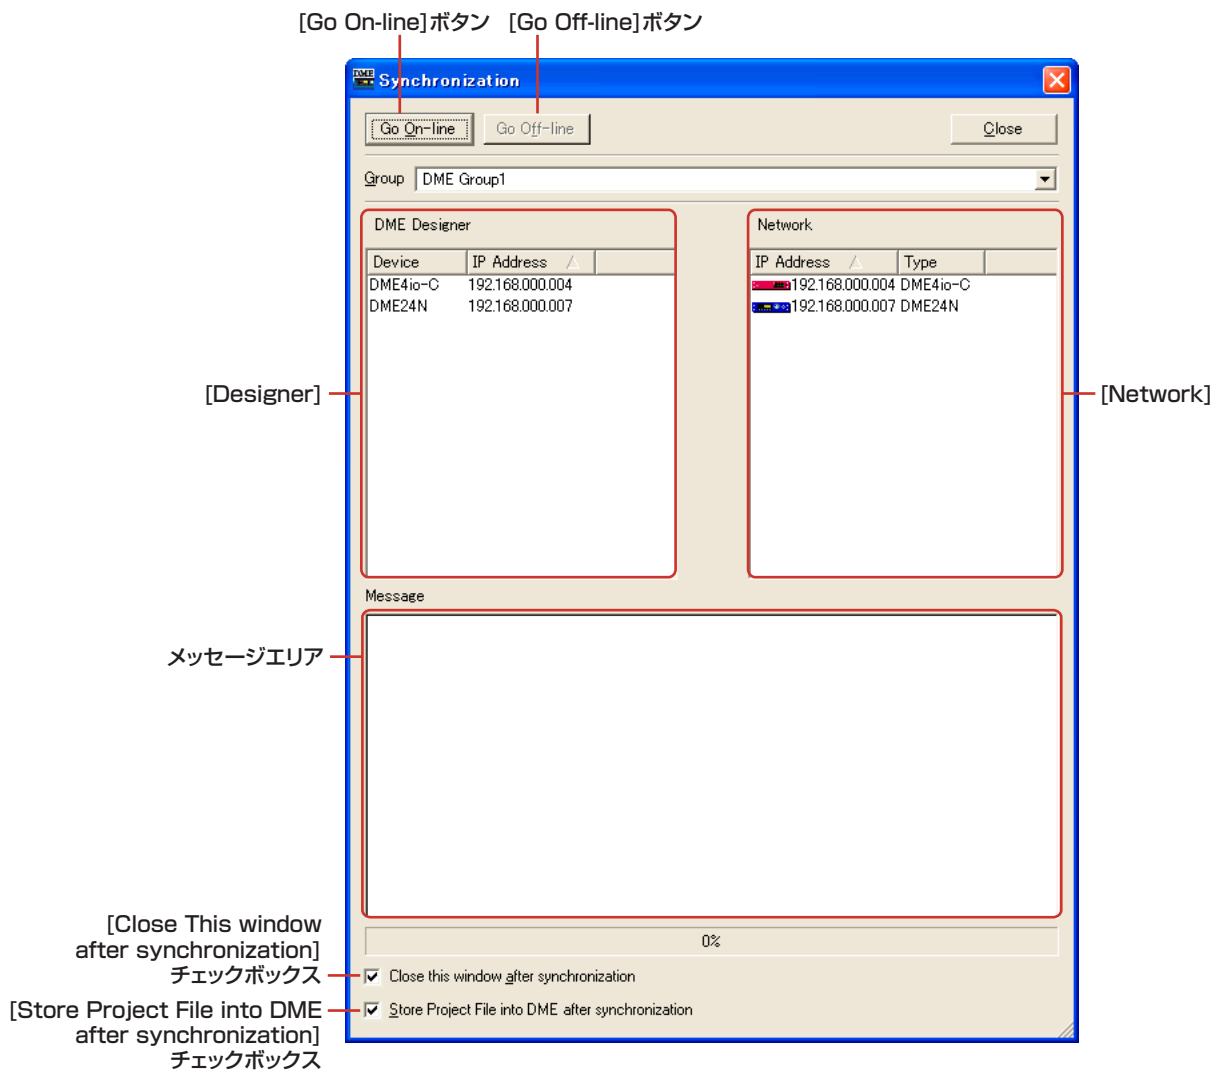 [Go On-line]ボタン [Go Off-line]ボタン
Synchronization
Go On-line Go Off-line Close
Group DME Group1
DME Designer Network
Device IP Address IP Address Type
DME4io-C 192.168.000.004 192.168.000.004 DME4io-C
DME24N 192.168.000.007 192.168.000.007 DME24N
[Designer] [Network]
Message
メッセージエリア
0%
[Close This window
after synchronization]
チェックボックス
Close this window after synchronization
[Store Project File into DME
after synchronization]
チェックボックス
Store Project File into DME after synchronization